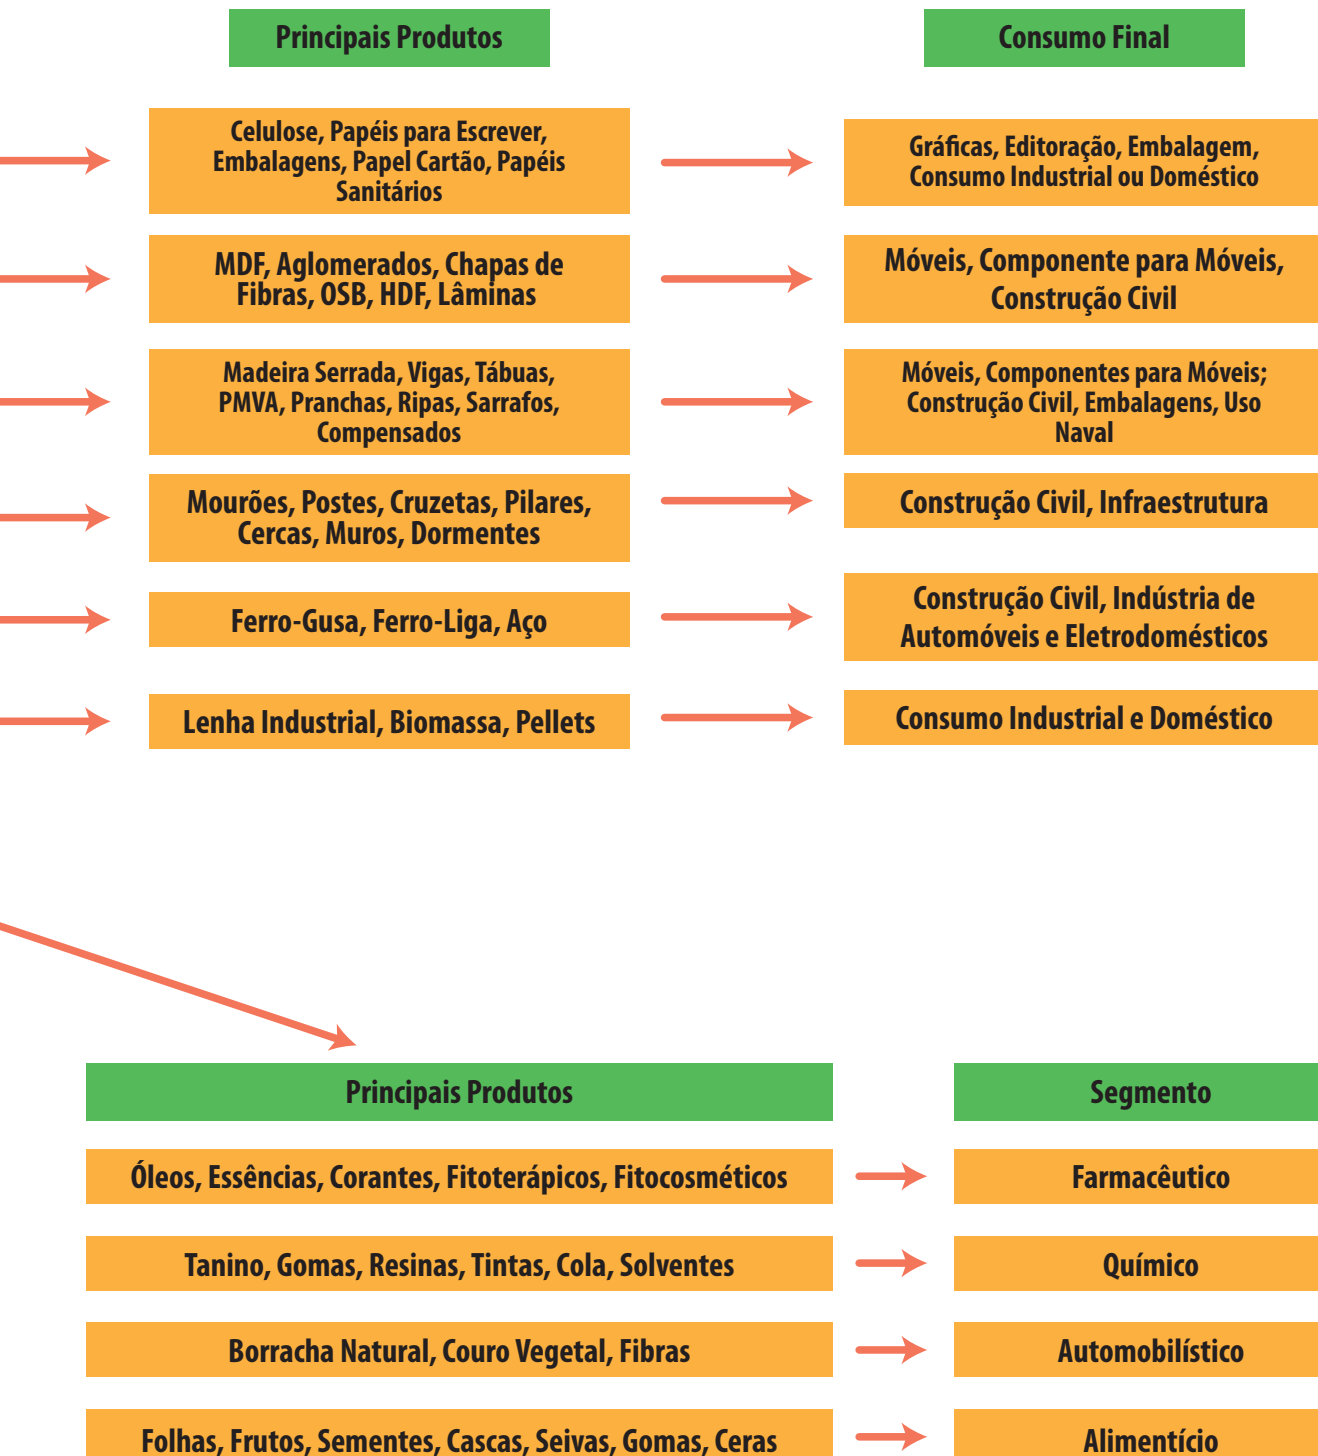 Principais Produtos
Consumo Final
Celulose, Papéis para Escrever,
Embalagens, Papel Cartão, Papéis
Sanitários
Gráficas, Editoração, Embalagem,
Consumo Industrial ou Doméstico
MDF, Aglomerados, Chapas de
Fibras, OSB, HDF, Lâminas
Móveis, Componente para Móveis,
Construção Civil
Madeira Serrada, Vigas, Tábuas,
PMVA, Pranchas, Ripas, Sarrafos,
Compensados
Móveis, Componentes para Móveis;
Construção Civil, Embalagens, Uso
Naval
Mourões, Postes, Cruzetas, Pilares,
Cercas, Muros, Dormentes
Construção Civil, Infraestrutura
Ferro-Gusa, Ferro-Liga, Aço
Construção Civil, Indústria de
Automóveis e Eletrodomésticos
Lenha Industrial, Biomassa, Pellets
Consumo Industrial e Doméstico
Principais Produtos
Segmento
Óleos, Essências, Corantes, Fitoterápicos, Fitocosméticos
Farmacêutico
Tanino, Gomas, Resinas, Tintas, Cola, Solventes
Químico
Borracha Natural, Couro Vegetal, Fibras
Automobilístico
Folhas, Frutos, Sementes, Cascas, Seivas, Gomas, Ceras
Alimentício